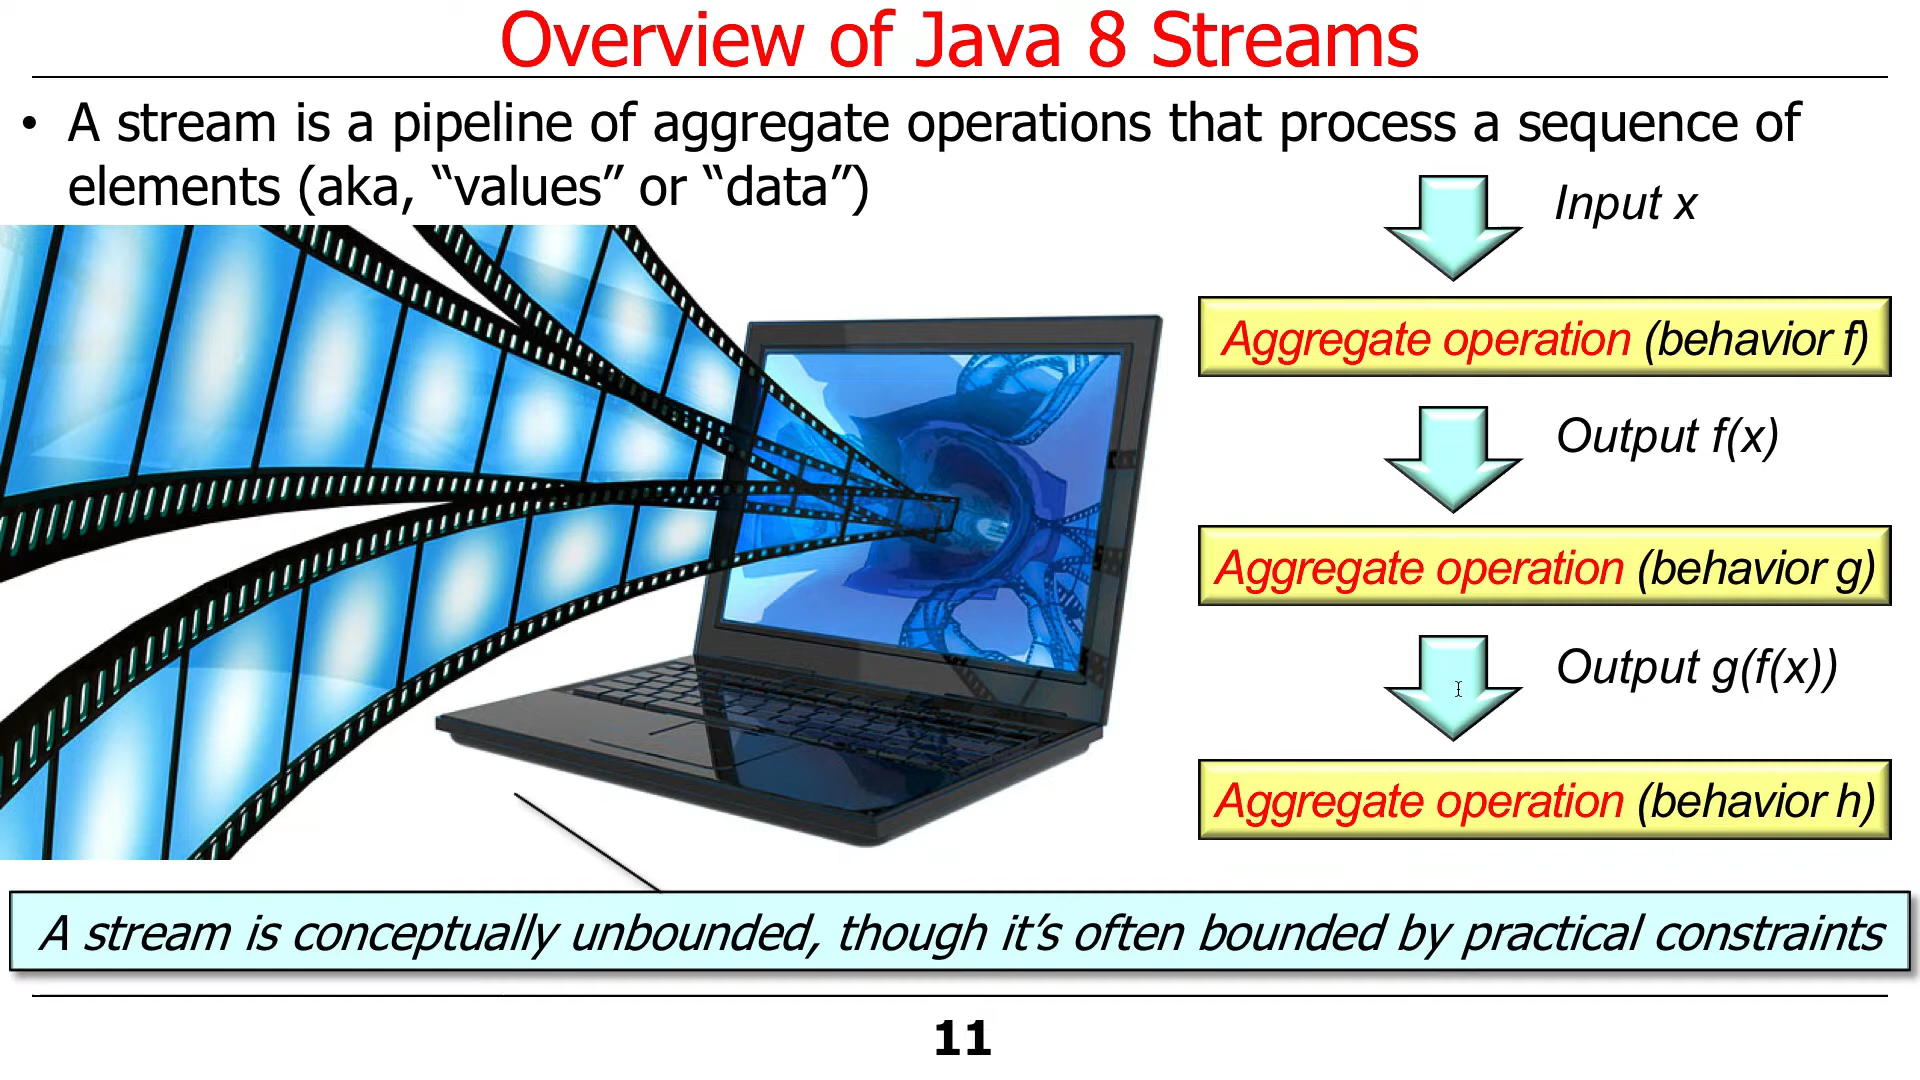 Overview of Java 8 Streams
• A stream is a pipeline of aggregate operations that process a sequence of
elements (aka, “values” or “data”)
Input x
Aggregate operation (behavior f)
Output f(x)
Aggregate operation (behavior g)
Output g(f(x))
Aggregate operation (behavior h)
A stream is conceptually unbounded, though it’s often bounded by practical constraints
11